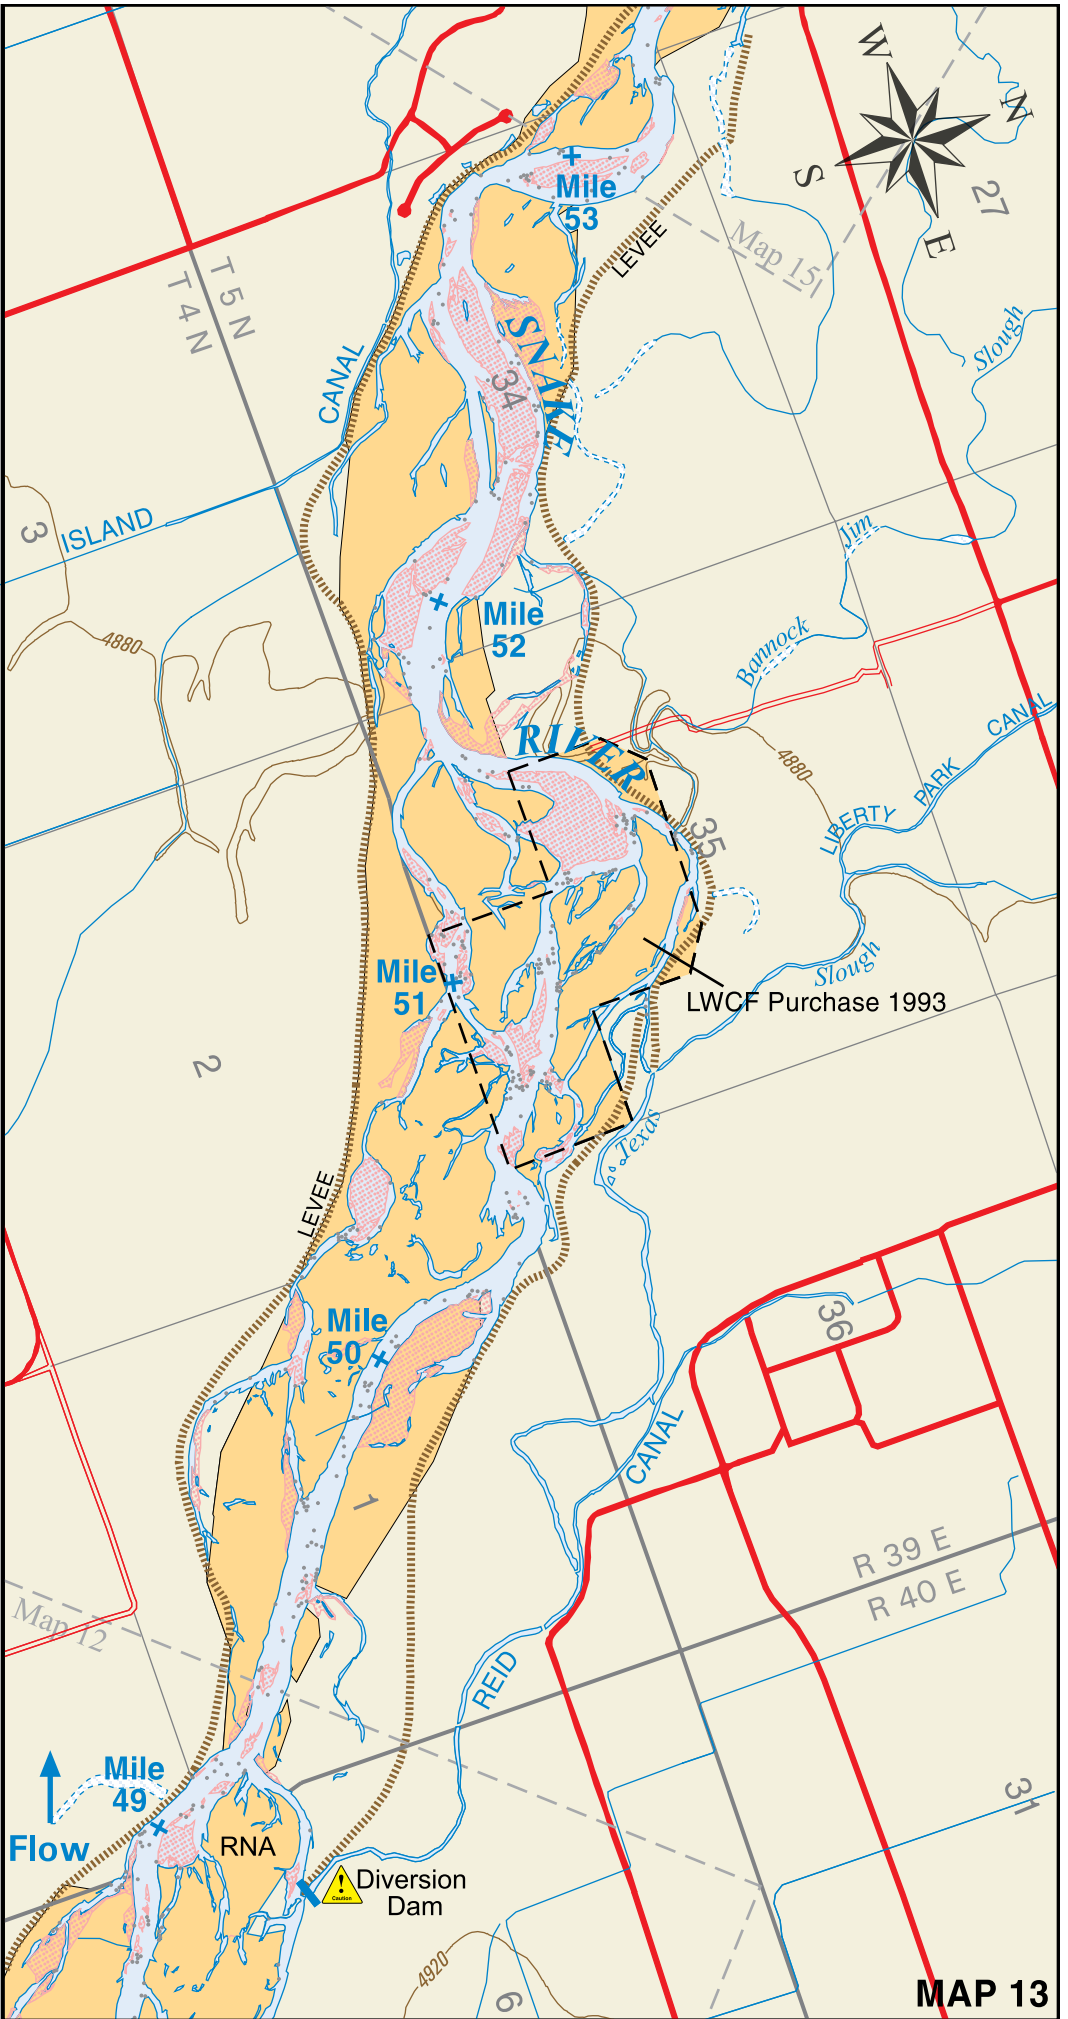 W
N
S
E
27
Mile
53
LEVEE
Map 15
T 5 N
T 4 N
Slough
SNAKE
CANAL
34
3
ISLAND
Jim
Mile
52
4880
Bannock
RIVER
CANAL
4880
PARK
LIBERTY
35
Slough
Mile
51
LWCF Purchase 1993
2
Texas
LEVEE
36
Mile
50
CANAL
1
R 39 E
R 40 E
Map 12
REID
Mile
49
31
Flow
RNA
Caution
Diversion
Dam
4920
6
MAP 13